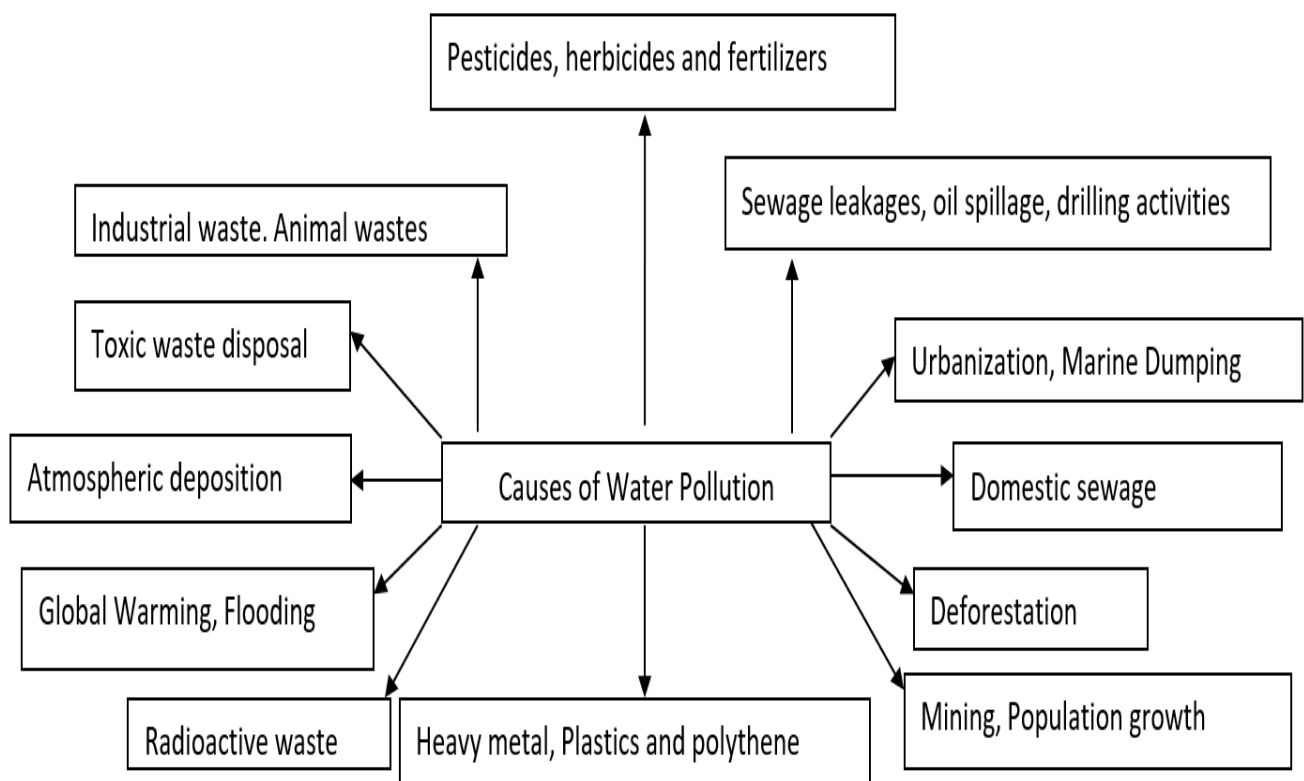 Pesticides, herbicides and fertilizers
Sewage leakages, oil spillage, drilling activities
Industrial waste. Animal wastes
Toxic waste disposal
Urbanization, Marine Dumping
Atmospheric deposition
Causes of Water Pollution
Domestic sewage
Global Warming, Flooding
Deforestation
Radioactive waste
Heavy metal, Plastics and polythene
Mining, Population growth